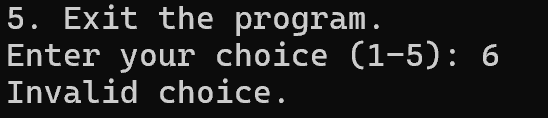 5. Exit the program.
Enter your choice (1-5): 6
Invalid choice.